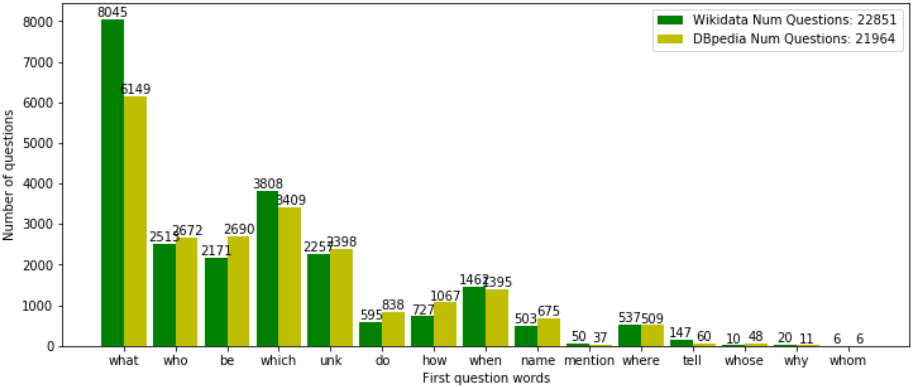 8045
8000
Wikidata Num Questions: 22851
DBpedia Num Questions: 21964
7000
6149
6000
5000
Number of questions
4000
3808
3409
3000
2513 2672 2690 2257 2398
2171
2000
1462 1395
1067
1000
595 838 727 503 675 537 509
50 37 147 60 10 48 20 11 6 6
0
what who be which unk do how when name mention where tell whose why whom
First question words